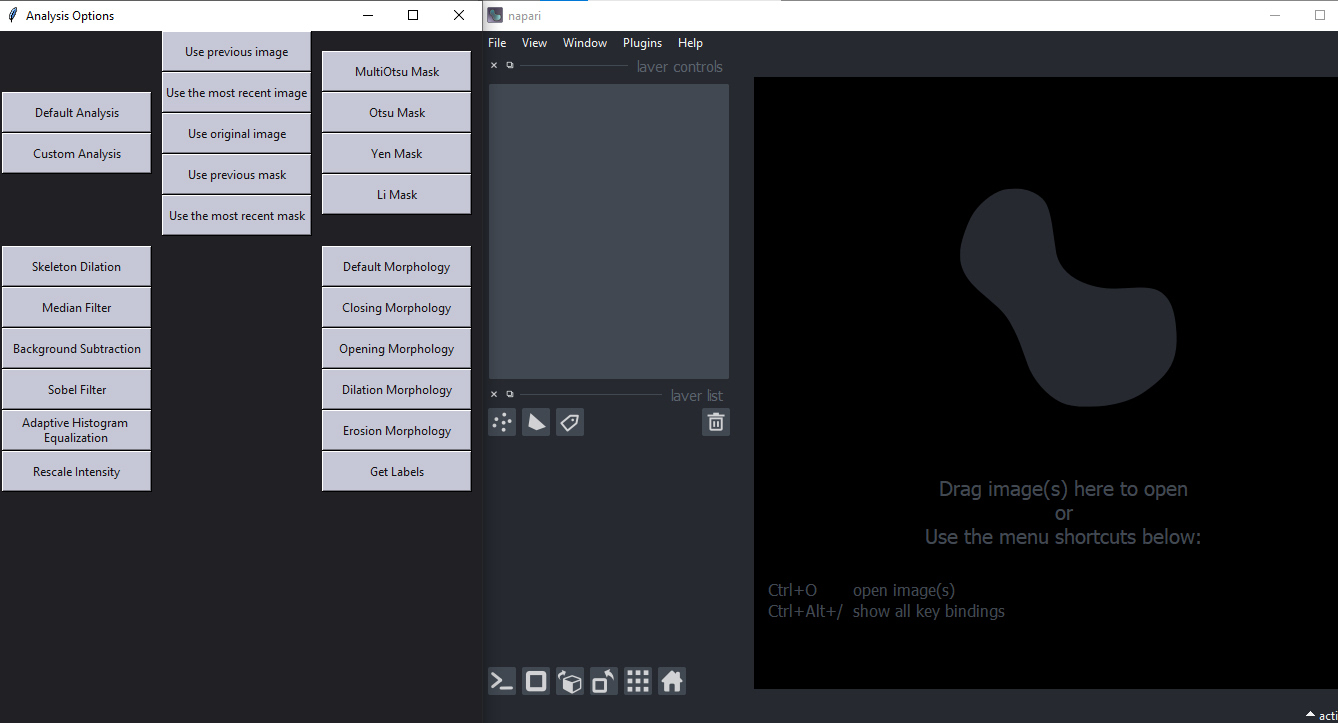 Analysis Options
Use previous image
Use the most recent image
Use original image
Use previous mask
Use the most recent mask
MultiOtsu Mask
Otsu Mask
Yen Mask
Li Mask
Default Analysis
Custom Analysis
Skeleton Dilation
Median Filter
Background Subtraction
Sobel Filter
Adaptive Histogram
Equalization
Rescale Intensity
Default Morphology
Closing Morphology
Opening Morphology
Dilation Morphology
Erosion Morphology
Get Labels
napari
File View Window Plugins Help
layer controls
layer list
Drag image(s) here to open
or
Use the menu shortcuts below:
Ctrl+O open image(s)
Ctrl+Alt+/ show all key bindings
acti